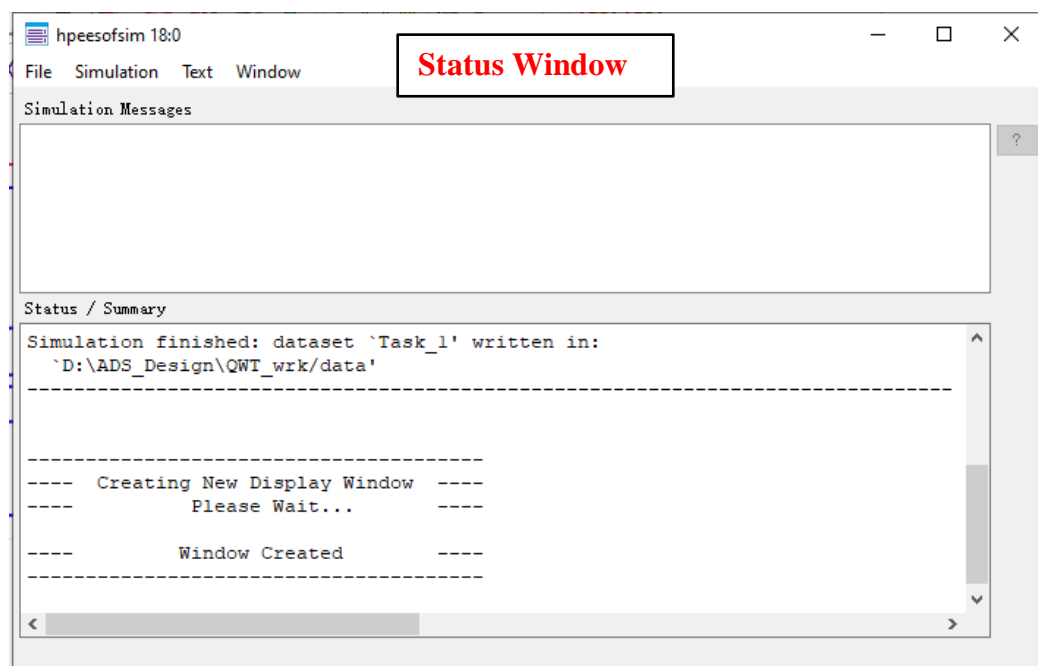 hpeesofsim 18:0
Status Window
File Simulation Text Window
Simulation Messages
?
Status / Summary
Simulation finished: dataset `Task_1' written in:
`D:\ADS_Design\QWT_wrk/data'
-------------------------------------------------------------------------------
---------------------------------------
---- Creating New Display Window ----
---- Please Wait... ----
---- Window Created ----
---------------------------------------